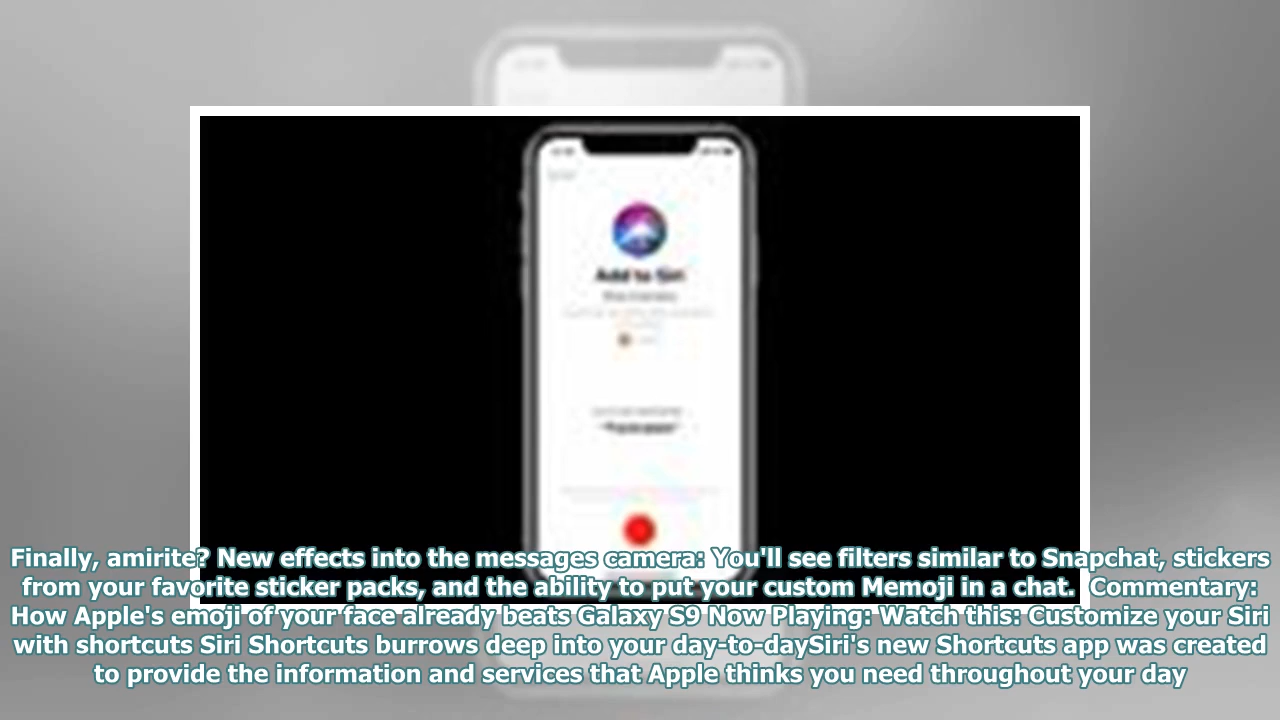 Add to Siri
Finally, amirite? New effects into the messages camera: You'll see filters similar to Snapchat, stickers
from your favorite sticker packs, and the ability to put your custom Memoji in a chat.  Commentary:
How Apple's emoji of your face already beats Galaxy S9 Now Playing: Watch this: Customize your Siri
with shortcuts Siri Shortcuts burrows deep into your day-to-daySiri's new Shortcuts app was created
to provide the information and services that Apple thinks you need throughout your day